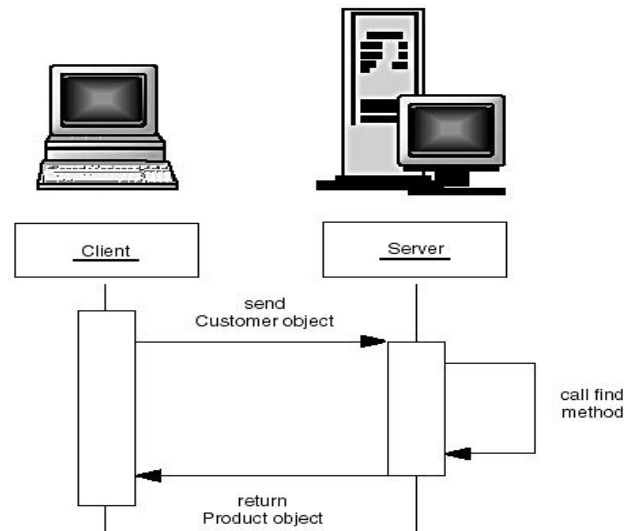 Client
Server
send
Customer object
call find
method
return
Product object